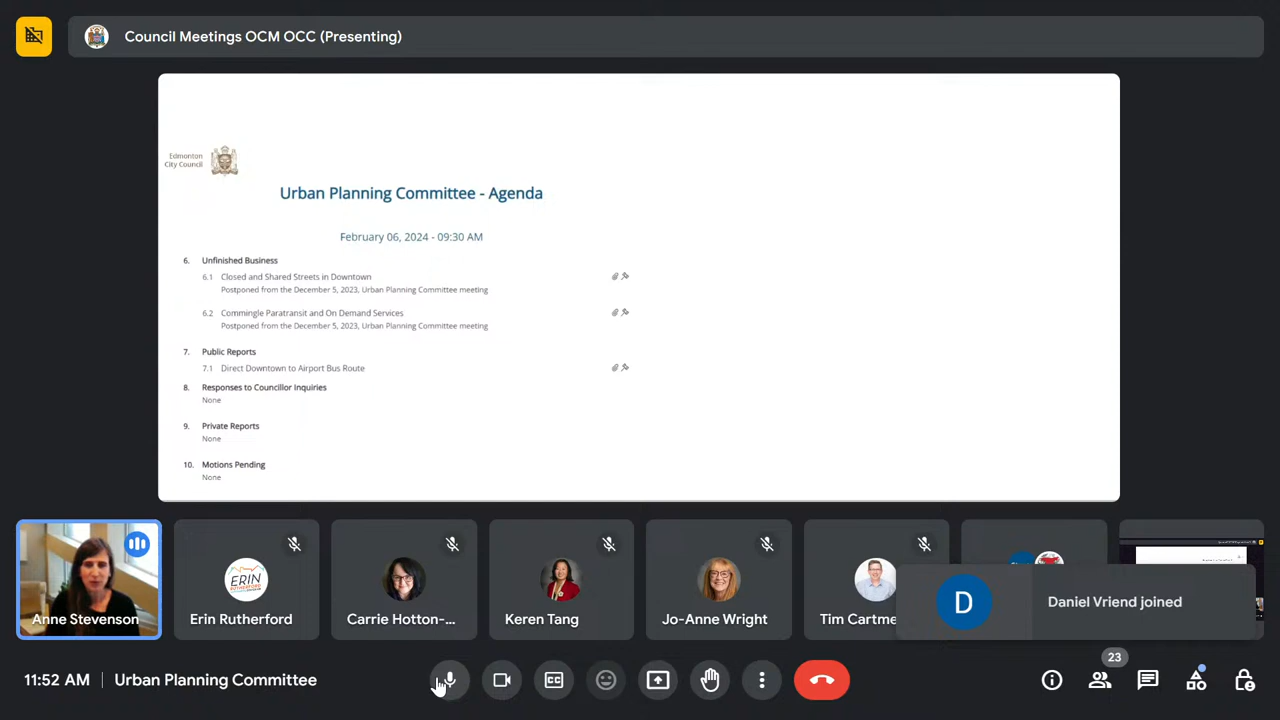 Council Meetings OCM OCC (Presenting)
Edmonton
City Council
Urban Planning Committee - Agenda
February 06, 2024 - 09:30 AM
6. Unfinished Business
6.1 Closed and Shared Streets in Downtown
Postponed from the December 5, 2023, Urban Planning Committee meeting
6.2 Commingle Paratransit and On Demand Services
Postponed from the December 5, 2023, Urban Planning Committee meeting
7. Public Reports
7.1 Direct Downtown to Airport Bus Route
8. Responses to Councillor Inquiries
None
9. Private Reports
None
10. Motions Pending
None
Anne Stevenson
ERIN
Erin Rutherford
Carrie Hotton-...
Keren Tang
Jo-Anne Wright
Tim Cartme
D
Daniel Vriend joined
11:52 AM
Urban Planning Committee
CC
23